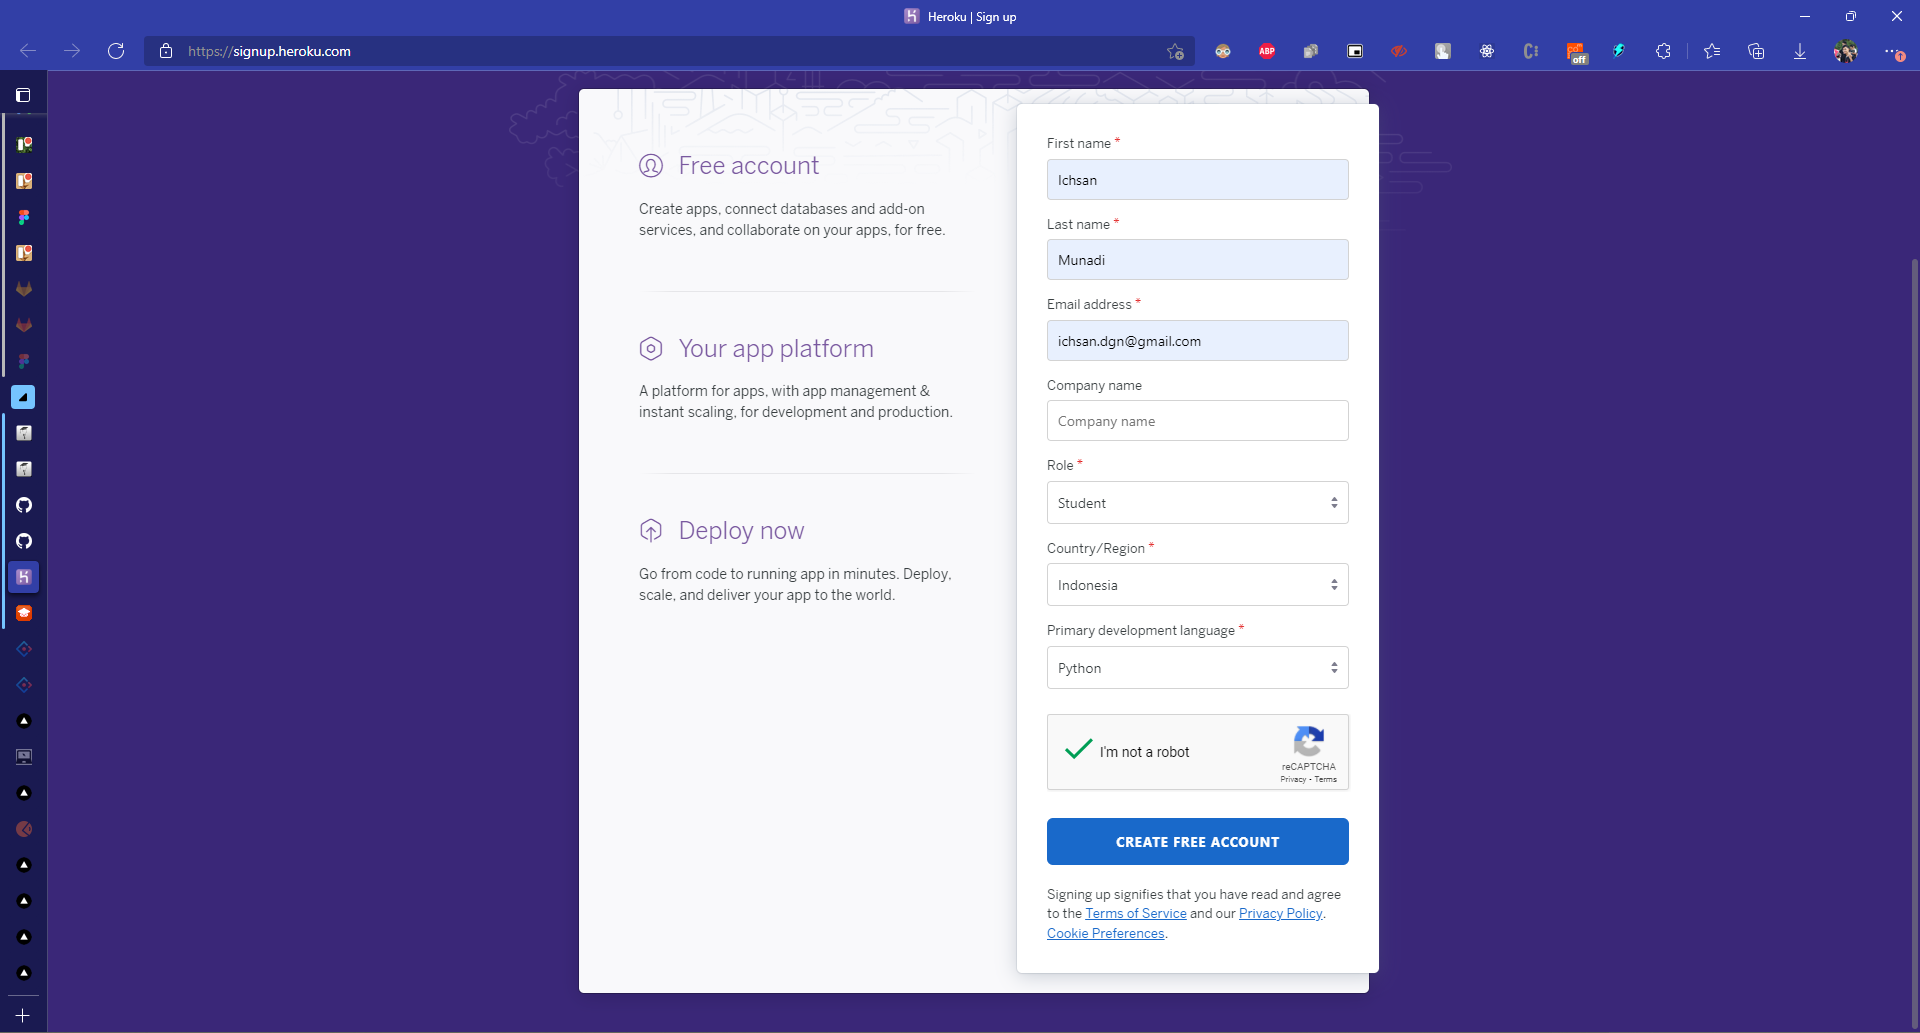 Heroku | Sign up
https://signup.heroku.com
ABP
off
Free account
Create apps, connect databases and add-on
services, and collaborate on your apps, for free.
Your app platform
A platform for apps, with app management &
instant scaling, for development and production.
Deploy now
Go from code to running app in minutes. Deploy,
scale, and deliver your app to the world.
First name *
Ichsan
Last name *
Munadi
Email address *
ichsan.dgn@gmail.com
Company name
Company name
Role *
Student
Country/Region *
Indonesia
Primary development language *
Python
I'm not a robot
reCAPTCHA
Privacy - Terms
CREATE FREE ACCOUNT
Signing up signifies that you have read and agree
to the Terms of Service and our Privacy Policy.
Cookie Preferences.